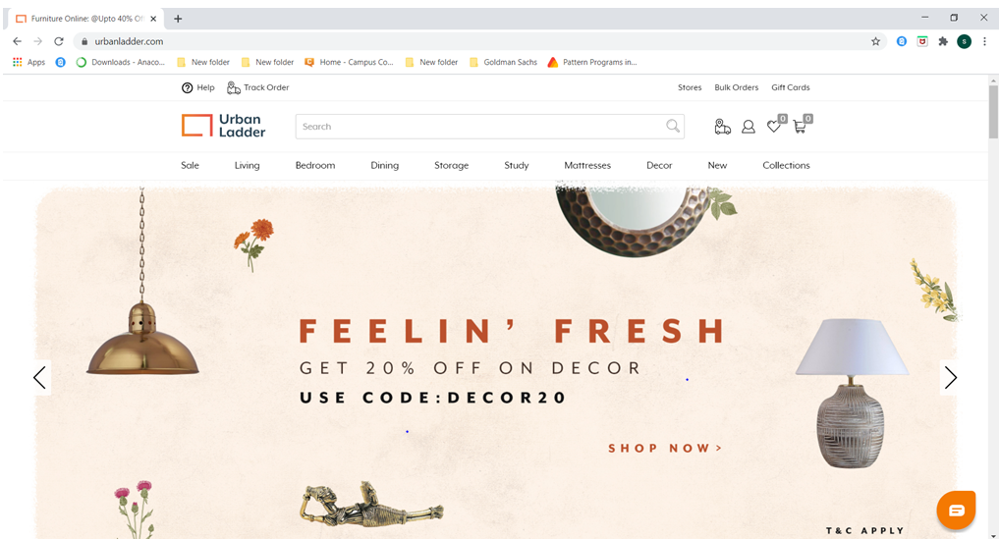 Furniture Online: @Upto 40% Of
urbanladder.com
S
Apps Downloads - Anaco... New folder New folder Home - Campus Co... New folder Goldman Sachs Pattern Programs in...
Help Track Order Stores Bulk Orders Gift Cards
Urban
Ladder
Search
0 0
Sale Living Bedroom Dining Storage Study Mattresses Decor New Collections
FEELIN' FRESH
GET 20% OFF ON DECOR
USE CODE:DECOR20
SHOP NOW >
T&C APPLY